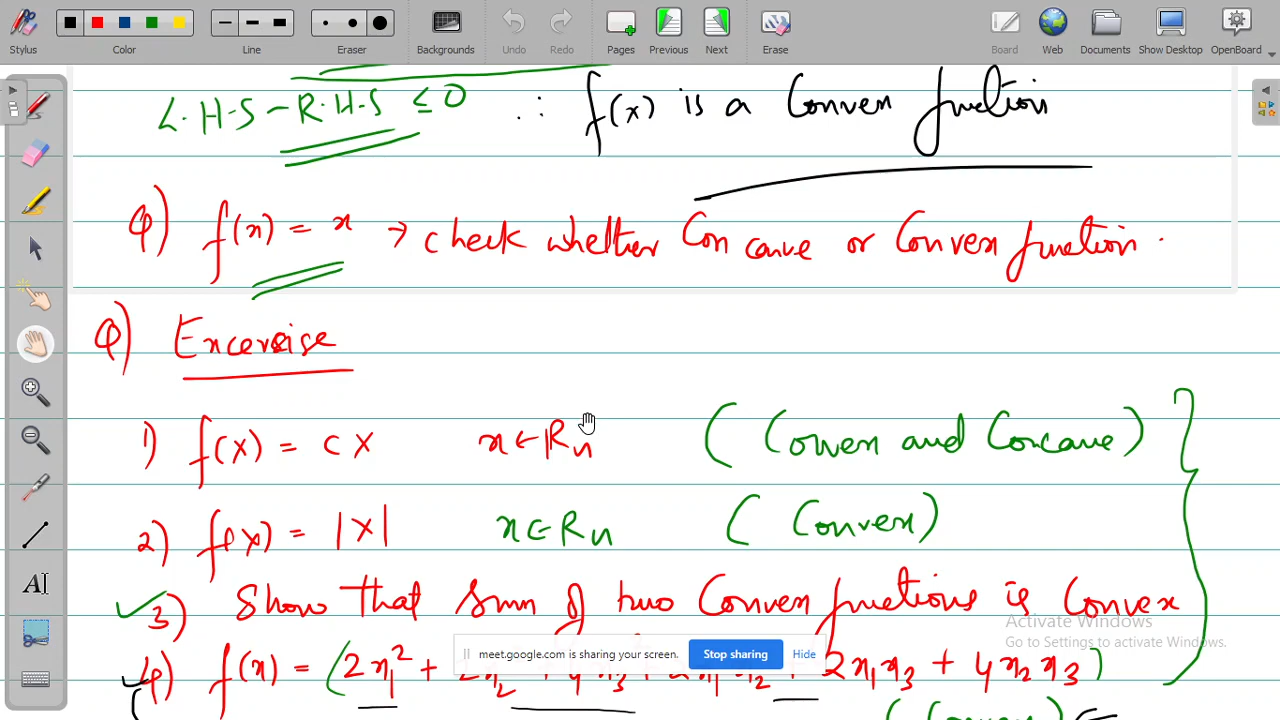 Stylus Color Line Eraser Backgrounds Undo Redo Pages Previous Next Erase Board Web Documents Show Desktop OpenBoard
L.H.S - R.H.S ≤ 0 ∴ f(x) is a Convex function
Q) f(x) = x → check whether Concave or Convex function.
Q) Excercise
1) f(X) = CX x ∈ Rn (Convex and Concave)
2) f(X) = |X| x ∈ Rn (Convex)
3) Show that sum of two Convex functions is Convex
Activate Windows
Go to Settings to activate Windows.
meet.google.com is sharing your screen. Stop sharing Hide
4) f(x) = (2x₁² + + 2x₁x₃ + 4x₂x₃)
(Convex)